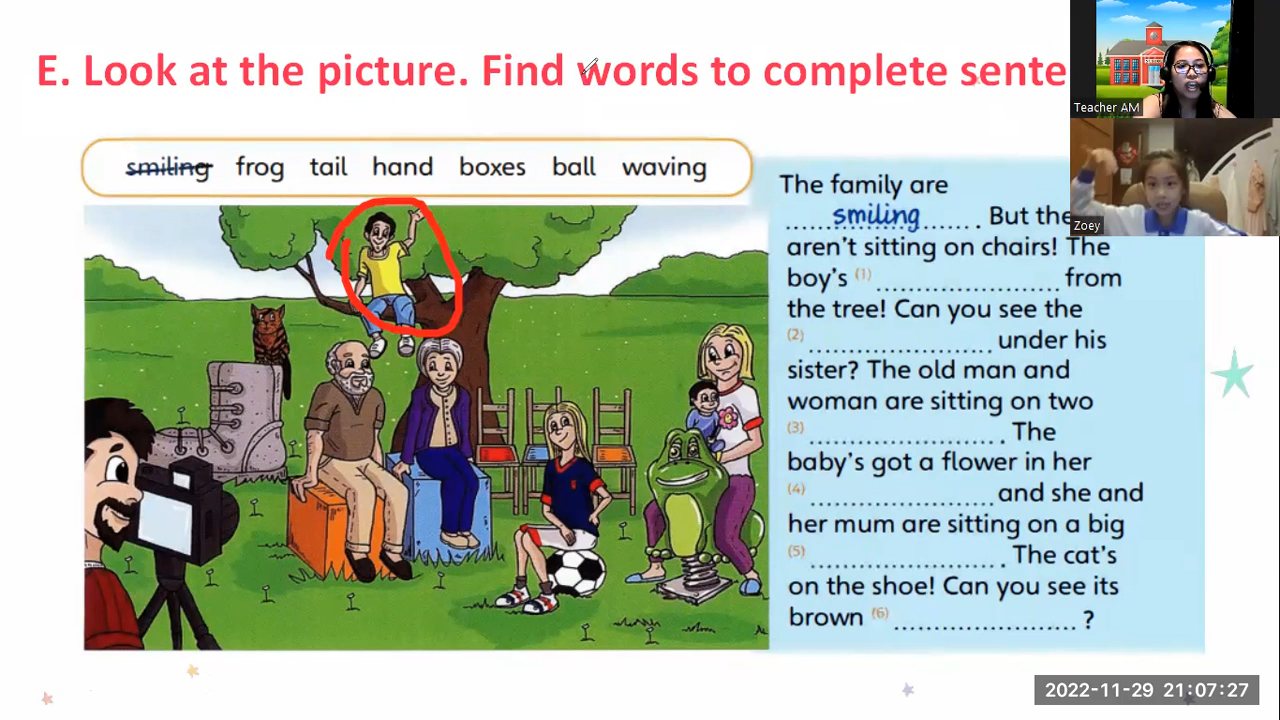 E. Look at the picture. Find words to complete sente
Teacher AM
smiling frog tail hand boxes ball waving
The family are
smiling . But the
Zoey
aren't sitting on chairs! The
boy's (1) ........................ from
the tree! Can you see the
(2) ........................ under his
sister? The old man and
woman are sitting on two
(3) ........................ . The
baby's got a flower in her
(4) ........................ and she and
her mum are sitting on a big
(5) ........................ . The cat's
on the shoe! Can you see its
brown (6) ........................ ?
2022-11-29 21:07:27